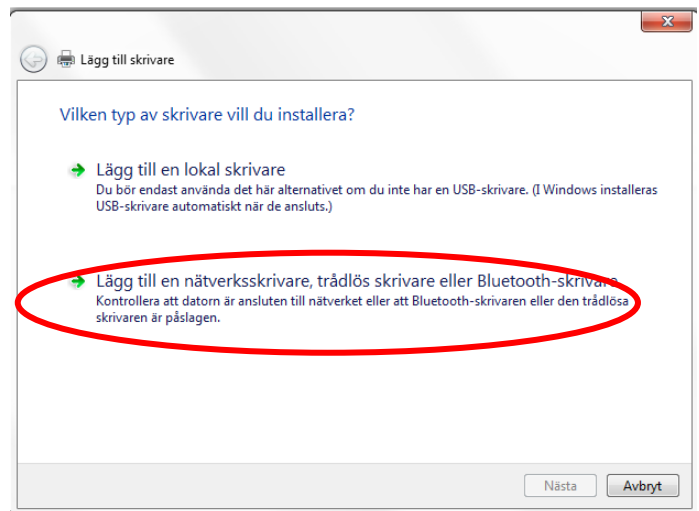 Lägg till skrivare
Vilken typ av skrivare vill du installera?
Lägg till en lokal skrivare
Du bör endast använda det här alternativet om du inte har en USB-skrivare. (I Windows installeras
USB-skrivare automatiskt när de ansluts.)
Lägg till en nätverksskrivare, trådlös skrivare eller Bluetooth-skrivare
Kontrollera att datorn är ansluten till nätverket eller att Bluetooth-skrivaren eller den trådlösa
skrivaren är påslagen.
Nästa
Avbryt